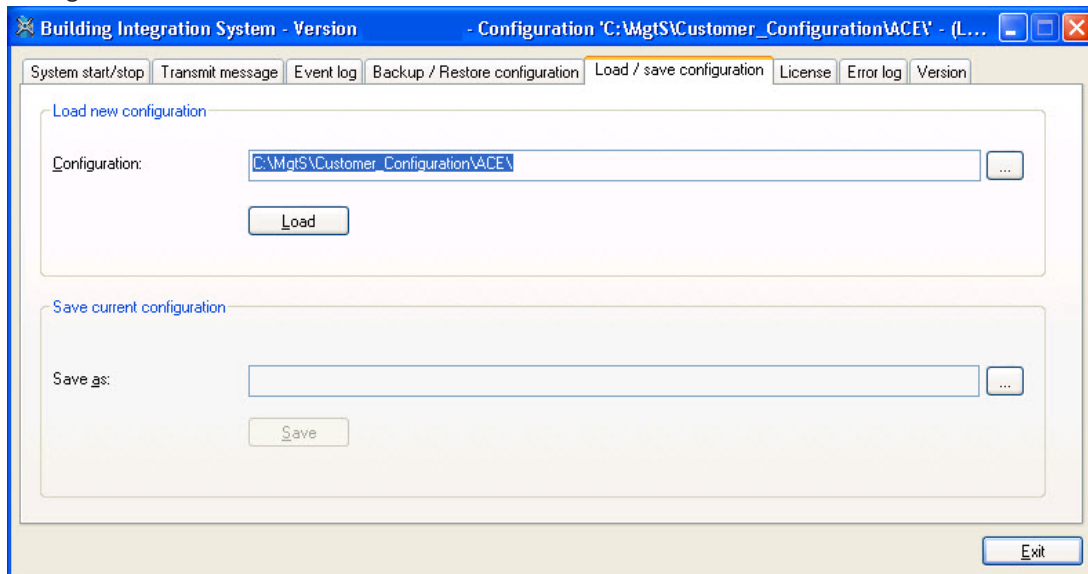 Building Integration System - Version - Configuration 'C:\MgtS\Customer_Configuration\ACE\' - (L...
System start/stop Transmit message Event log Backup / Restore configuration Load / save configuration License Error log Version
Load new configuration
Configuration: C:\MgtS\Customer_Configuration\ACE\ ...
Load
Save current configuration
Save as: ...
Save
Exit